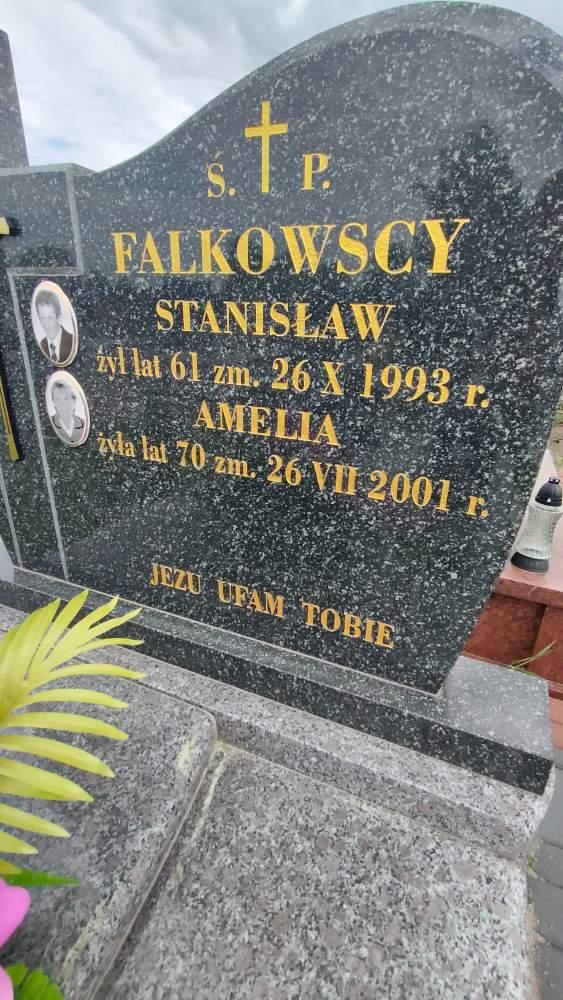 Ś. P.
FALKOWSCY
STANISŁAW
żył lat 61 zm. 26 X 1993 r.
AMELIA
żyła lat 70 zm. 26 VII 2001 r.
JEZU UFAM TOBIE